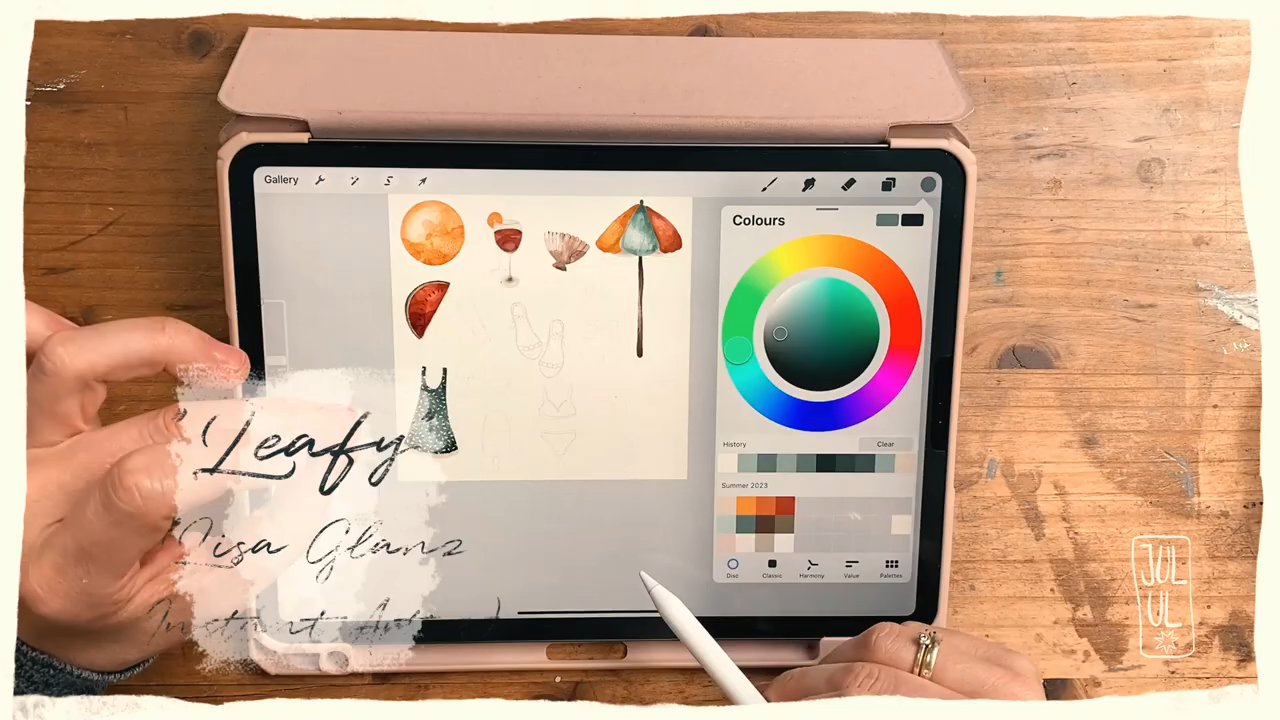 Gallery
Colours
History
Clear
Summer 2023
Disc
Classic
Harmony
Value
Palettes
"Leafy"
Lisa Glanz
JUL
UL